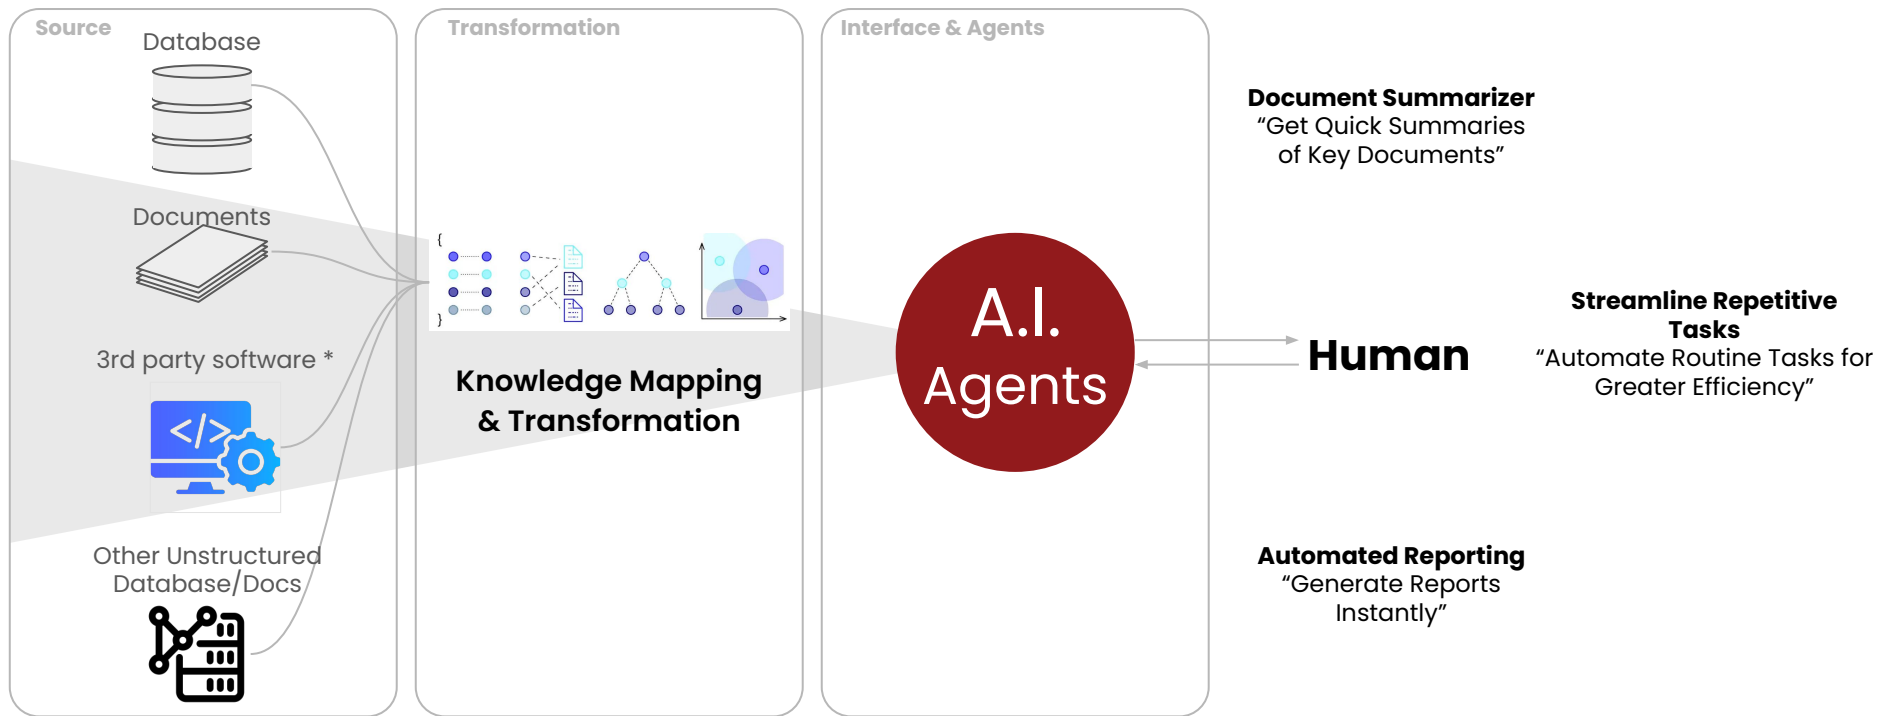 Source
Database
Documents
3rd party software *
Other Unstructured
Database/Docs
Transformation
Knowledge Mapping
& Transformation
Interface & Agents
A.I.
Agents
Human
Document Summarizer
“Get Quick Summaries
of Key Documents”
Streamline Repetitive
Tasks
“Automate Routine Tasks for
Greater Efficiency”
Automated Reporting
“Generate Reports
Instantly”